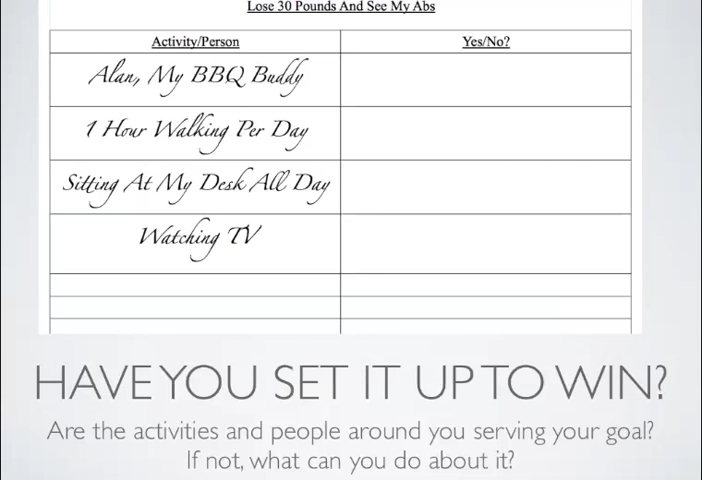 Lose 30 Pounds And See My Abs
Activity/Person Yes/No?
Alan, My BBQ Buddy
1 Hour Walking Per Day
Sitting At My Desk All Day
Watching TV
HAVE YOU SET IT UP TO WIN?
Are the activities and people around you serving your goal?
If not, what can you do about it?